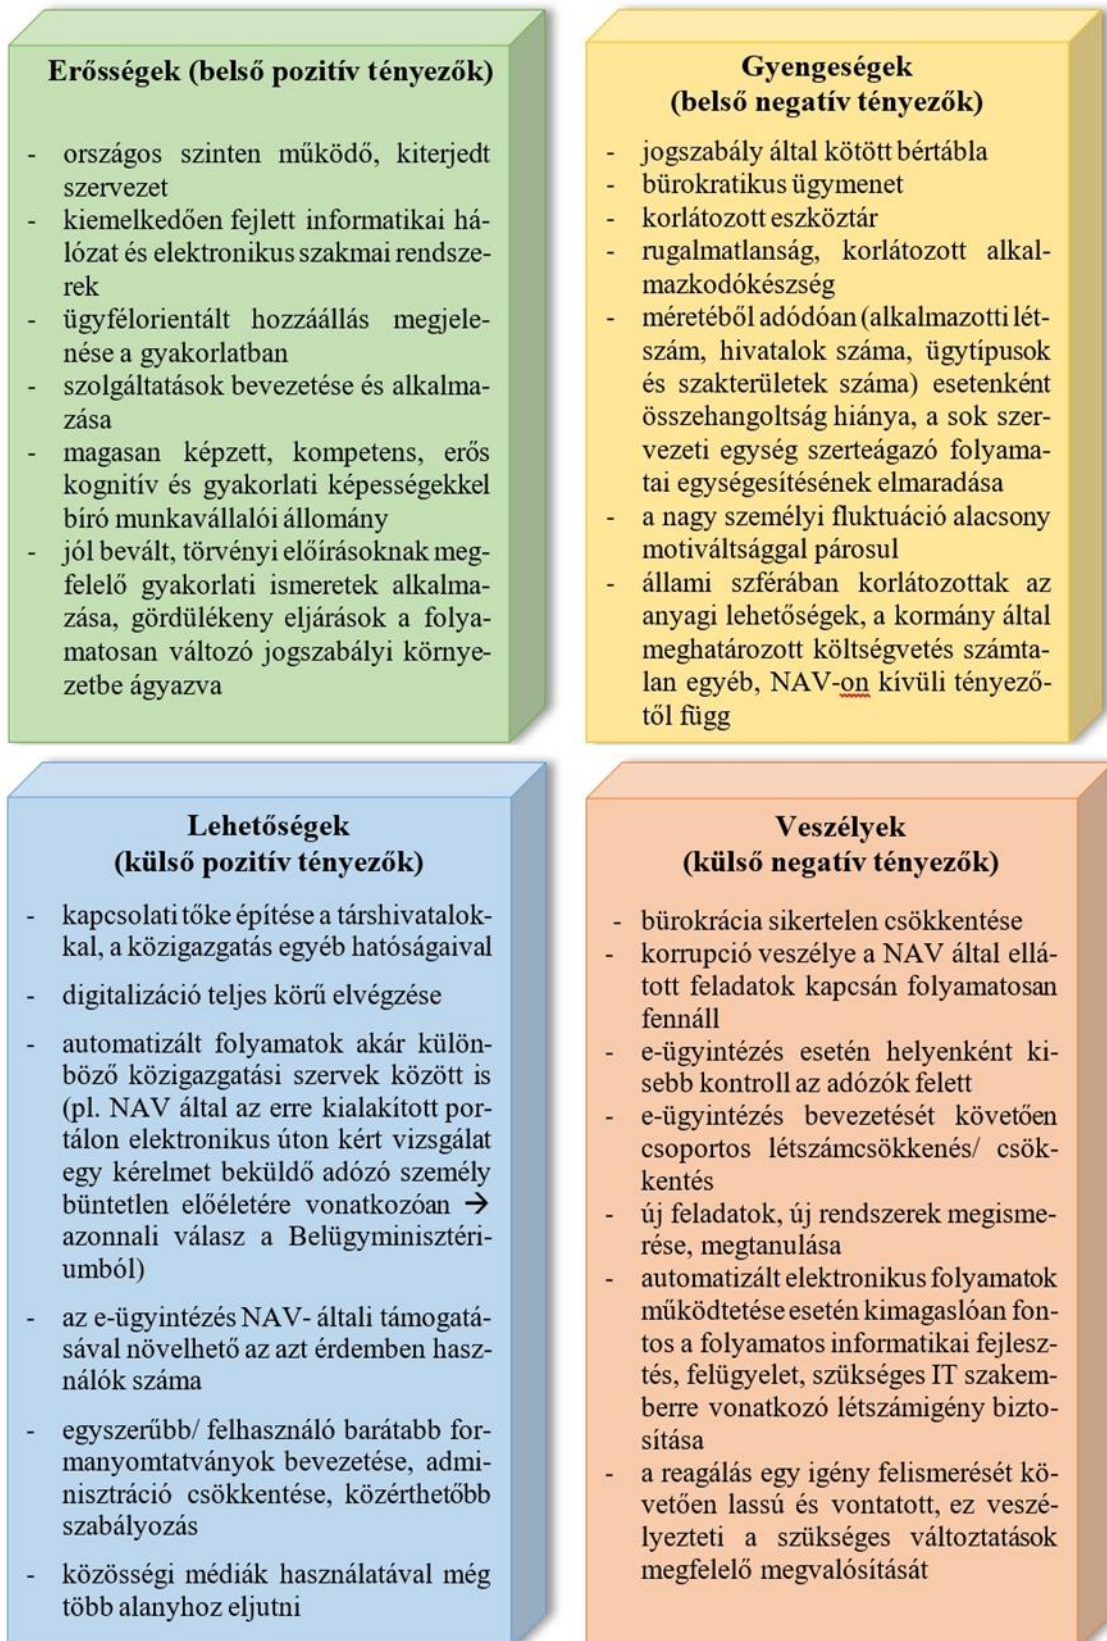 Erősségek (belső pozitív tényezők)
- országos szinten működő, kiterjedt
szervezet
- kiemelkedően fejlett informatikai há-
lózat és elektronikus szakmai rendsze-
rek
- ügyfélorientált hozzáállás megjele-
nése a gyakorlatban
- szolgáltatások bevezetése és alkalma-
zása
- magasan képzett, kompetens, erős
kognitív és gyakorlati képességekkel
bíró munkavállalói állomány
- jól bevált, törvényi előírásoknak meg-
felelő gyakorlati ismeretek alkalma-
zása, gördülékeny eljárások a folya-
matosan változó jogszabályi környe-
zetbe ágyazva
Gyengeségek
(belső negatív tényezők)
- jogszabály által kötött bértábla
- bürokratikus ügymenet
- korlátozott eszköztár
- rugalmatlanság, korlátozott alkal-
mazkodókészség
- méretéből adódóan (alkalmazotti lét-
szám, hivatalok száma, ügytípusok
és szakterületek száma) esetenként
összehangoltság hiánya, a sok szer-
vezeti egység szerteágazó folyama-
tai egységesítésének elmaradása
- a nagy személyi fluktuáció alacsony
motiváltsággal párosul
- állami szférában korlátozottak az
anyagi lehetőségek, a kormány által
meghatározott költségvetés számta-
lan egyéb, NAV-on kívüli tényező-
től függ
Lehetőségek
(külső pozitív tényezők)
- kapcsolati tőke építése a társhivatalok-
kal, a közigazgatás egyéb hatóságaival
- digitalizáció teljes körű elvégzése
- automatizált folyamatok akár külön-
böző közigazgatási szervek között is
(pl. NAV által az erre kialakított por-
tálon elektronikus úton kért vizsgálat
egy kérelmet beküldő adózó személy
büntetlen előéletére vonatkozóan →
azonnali válasz a Belügyminisztéri-
umból)
- az e-ügyintézés NAV- általi támogatá-
sával növelhető az azt érdemben hasz-
nálók száma
- egyszerűbb/ felhasználó barátabb for-
manyomtatványok bevezetése, admi-
nisztráció csökkentése, közérthetőbb
szabályozás
- közösségi médiák használatával még
több alanyhoz eljutni
Veszélyek
(külső negatív tényezők)
- bürokrácia sikertelen csökkentése
- korrupció veszélye a NAV által ellá-
tott feladatok kapcsán folyamatosan
fennáll
- e-ügyintézés esetén helyenként ki-
sebb kontroll az adózók felett
- e-ügyintézés bevezetését követően
csoportos létszámcsökkenés/ csök-
kentés
- új feladatok, új rendszerek megisme-
rése, megtanulása
- automatizált elektronikus folyamatok
működtetése esetén kimagaslóan fon-
tos a folyamatos informatikai fejlesz-
tés, felügyelet, szükséges IT szakem-
berre vonatkozó létszámigény bizto-
sítása
- a reagálás egy igény felismerését kö-
vetően lassú és vontatott, ez veszé-
lyezteti a szükséges változtatások
megfelelő megvalósítását